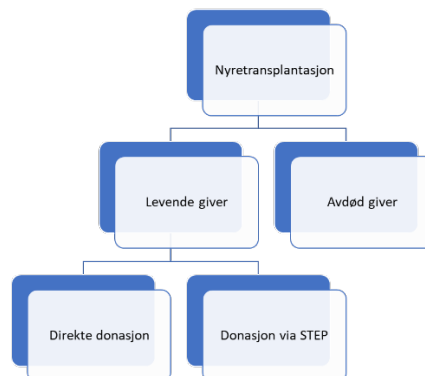 Nyretransplantasjon
Levende giver
Avdød giver
Direkte donasjon
Donasjon via STEP